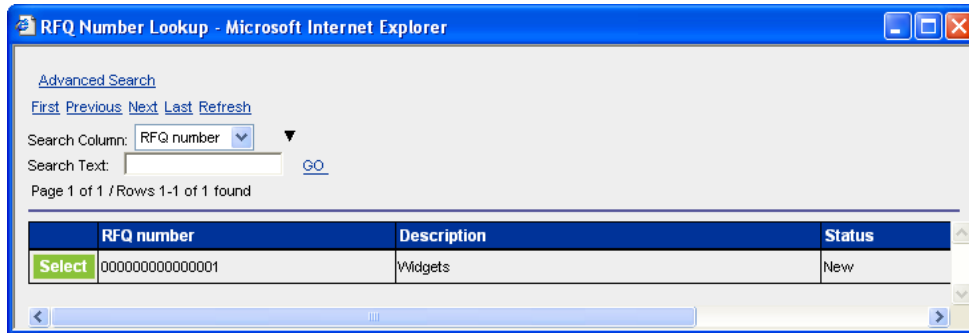 RFQ Number Lookup - Microsoft Internet Explorer
Advanced Search
First Previous Next Last Refresh
Search Column: RFQ number
Search Text: GO
Page 1 of 1 / Rows 1-1 of 1 found
RFQ number Description Status
Select 000000000000001 Widgets New